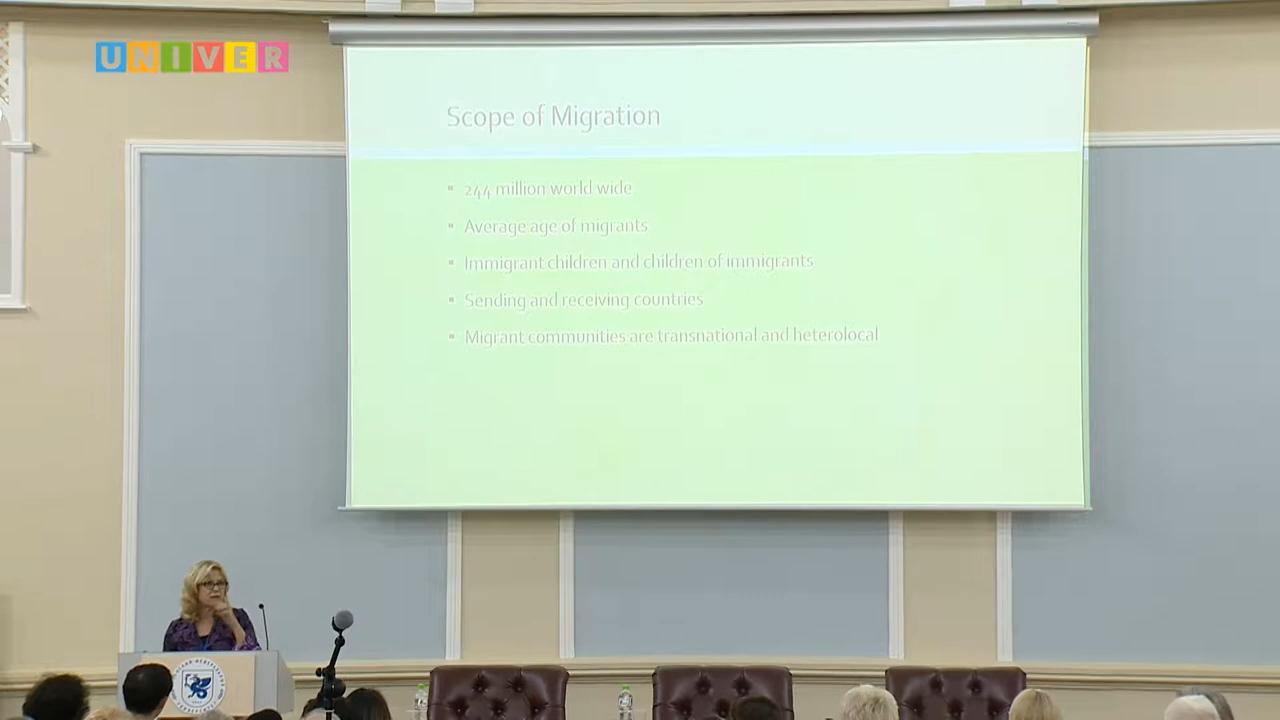 UNIVER
Scope of Migration
244 million world wide
Average age of migrants
Immigrant children and children of immigrants
Sending and receiving countries
Migrant communities are transnational and heterolocal